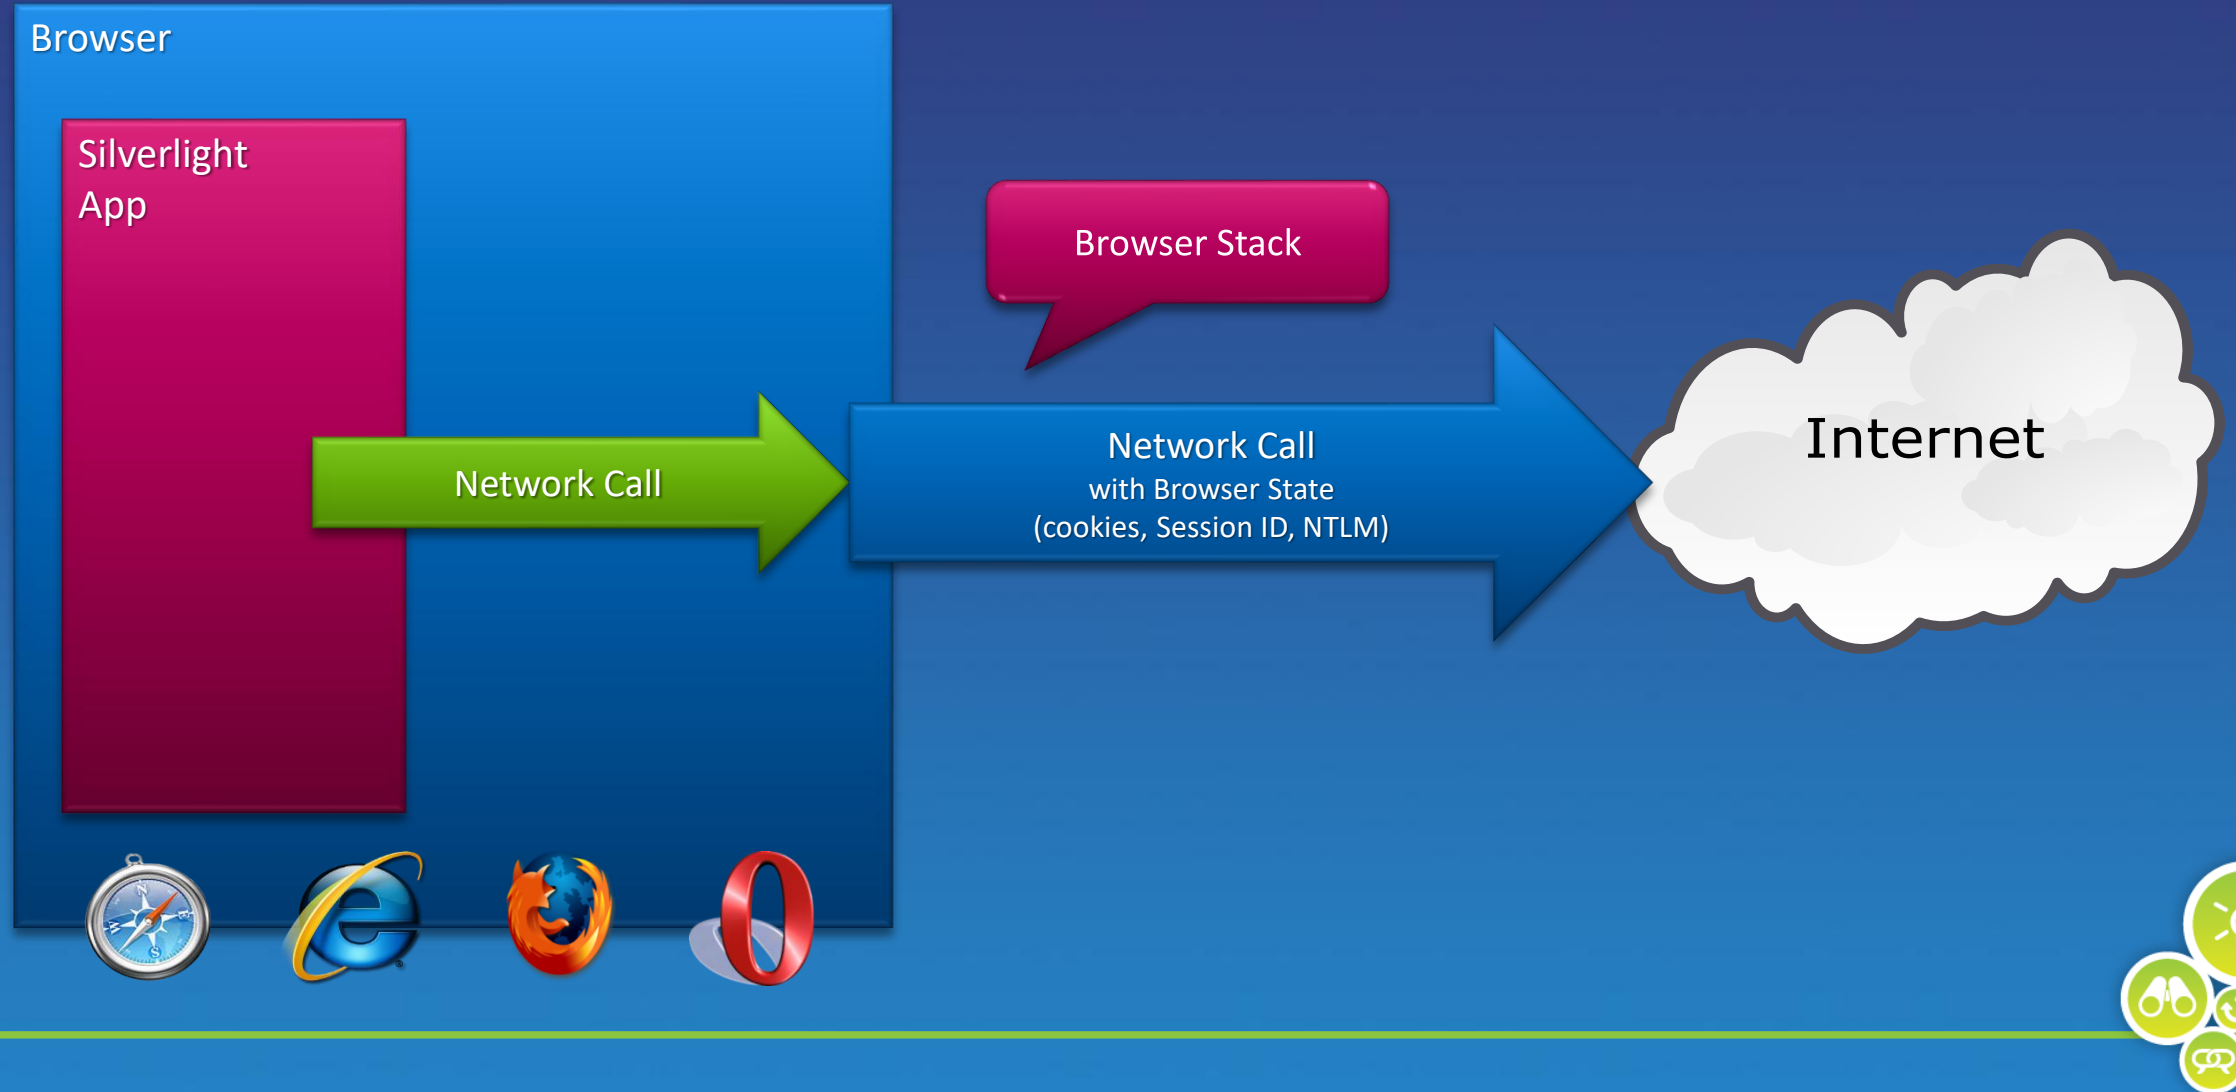 Browser
Silverlight
App
Browser Stack
Network Call
Network Call
with Browser State
(cookies, Session ID, NTLM)
Internet